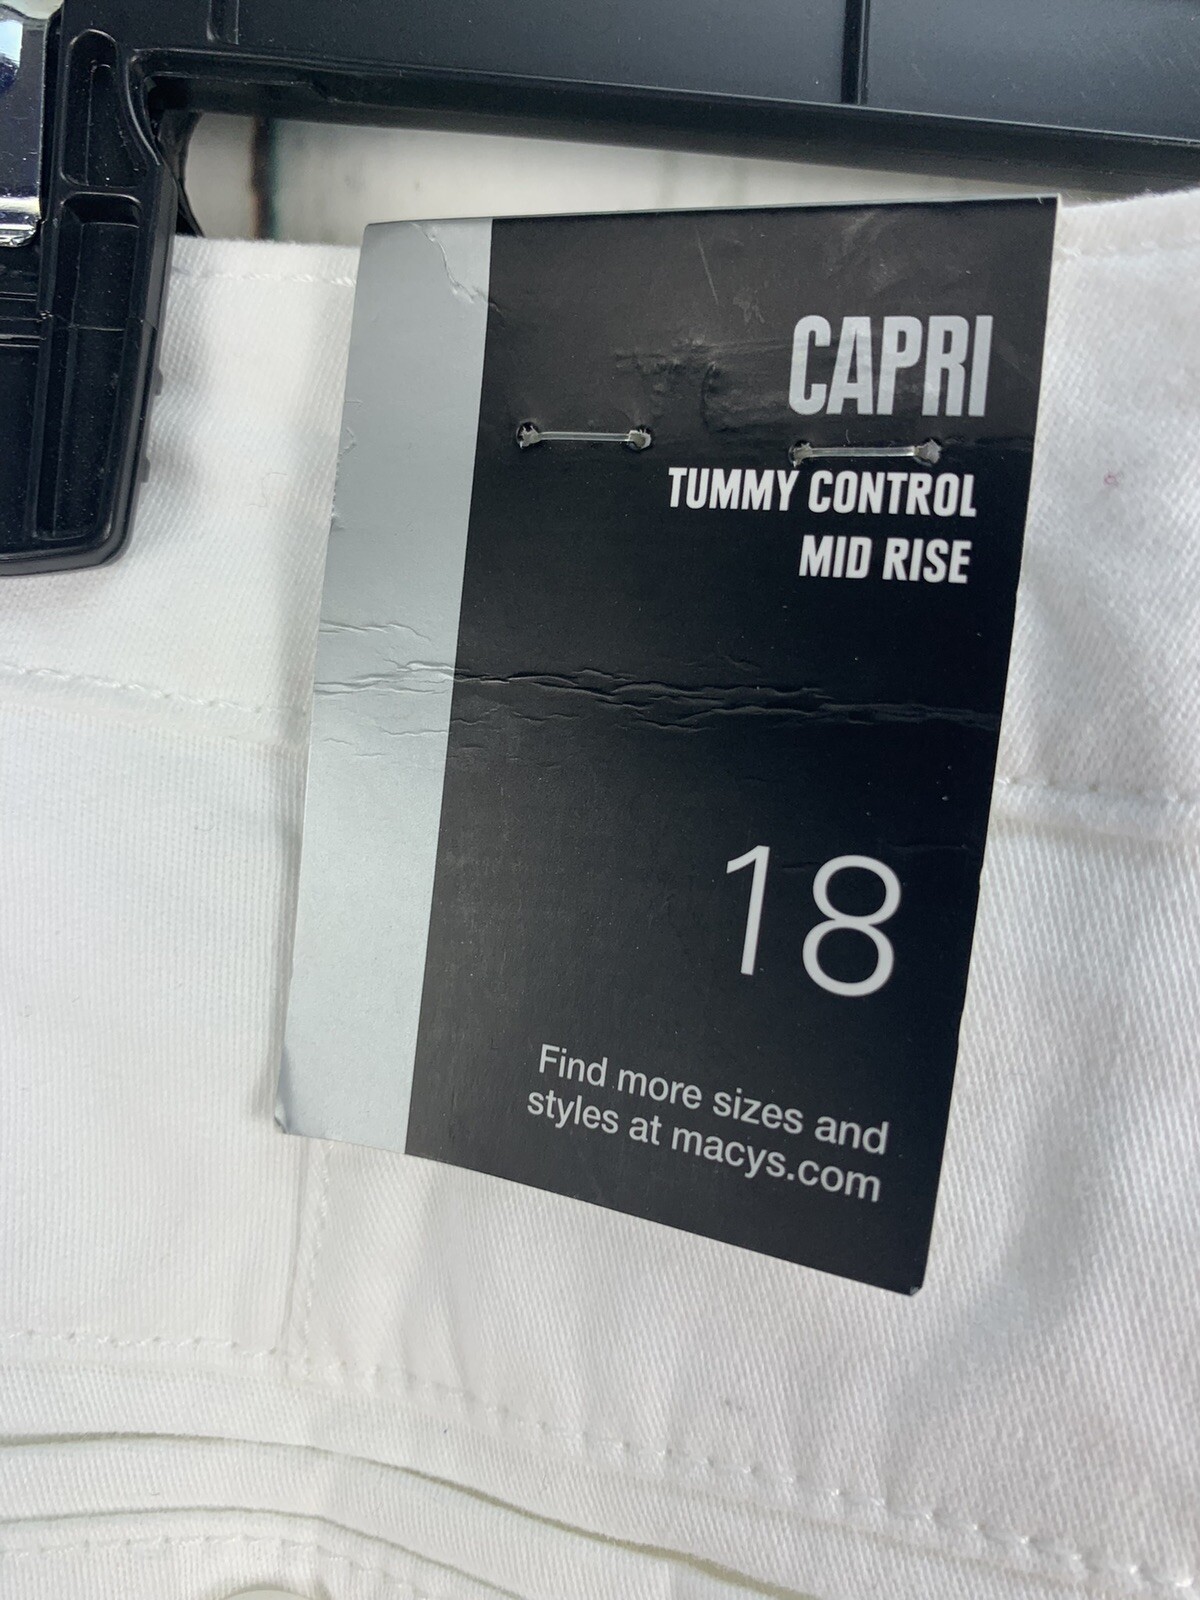 CAPRI
TUMMY CONTROL
MID RISE
18
Find more sizes and
styles at macys.com